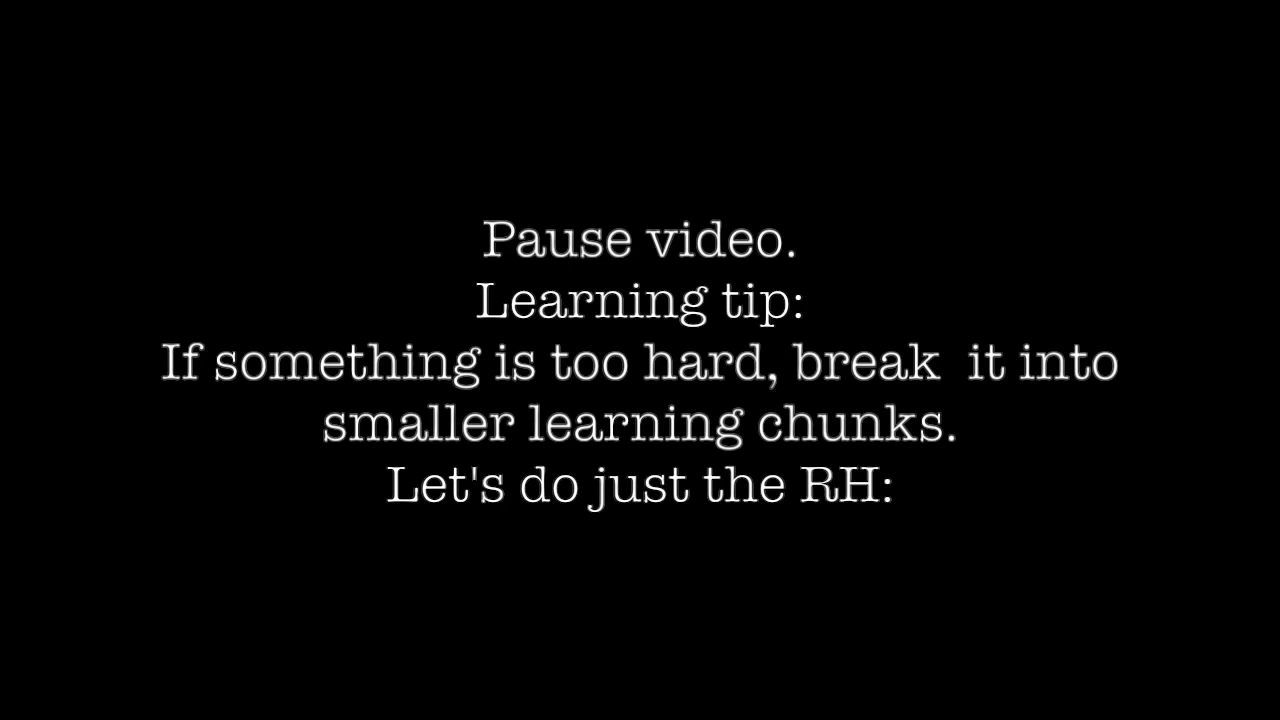 Pause video.
Learning tip:
If something is too hard, break  it into
smaller learning chunks.
Let's do just the RH: